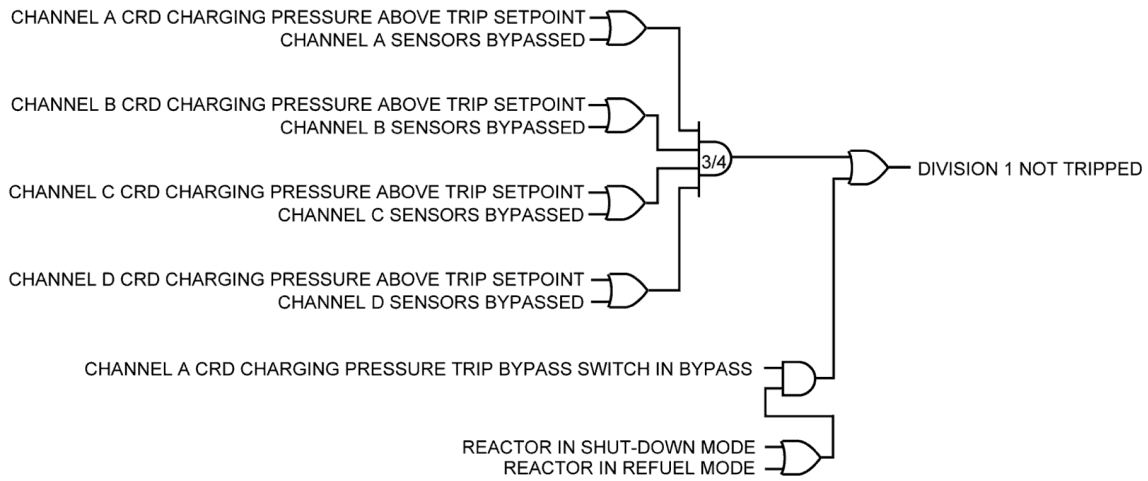 CHANNEL A CRD CHARGING PRESSURE ABOVE TRIP SETPOINT
CHANNEL A SENSORS BYPASSED
CHANNEL B CRD CHARGING PRESSURE ABOVE TRIP SETPOINT
CHANNEL B SENSORS BYPASSED
3/4
DIVISION 1 NOT TRIPPED
CHANNEL C CRD CHARGING PRESSURE ABOVE TRIP SETPOINT
CHANNEL C SENSORS BYPASSED
CHANNEL D CRD CHARGING PRESSURE ABOVE TRIP SETPOINT
CHANNEL D SENSORS BYPASSED
CHANNEL A CRD CHARGING PRESSURE TRIP BYPASS SWITCH IN BYPASS
REACTOR IN SHUT-DOWN MODE
REACTOR IN REFUEL MODE